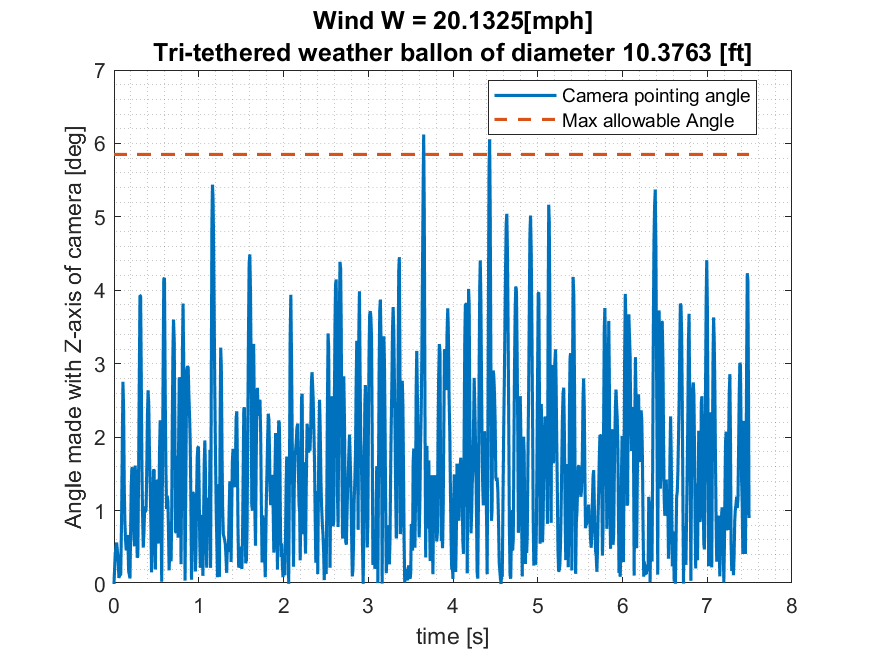 Wind W = 20.1325[mph]
Tri-tethered weather ballon of diameter 10.3763 [ft]
Camera pointing angle
Max allowable Angle
Angle made with Z-axis of camera [deg]
7
6
5
4
3
2
1
0
0 1 2 3 4 5 6 7 8
time [s]